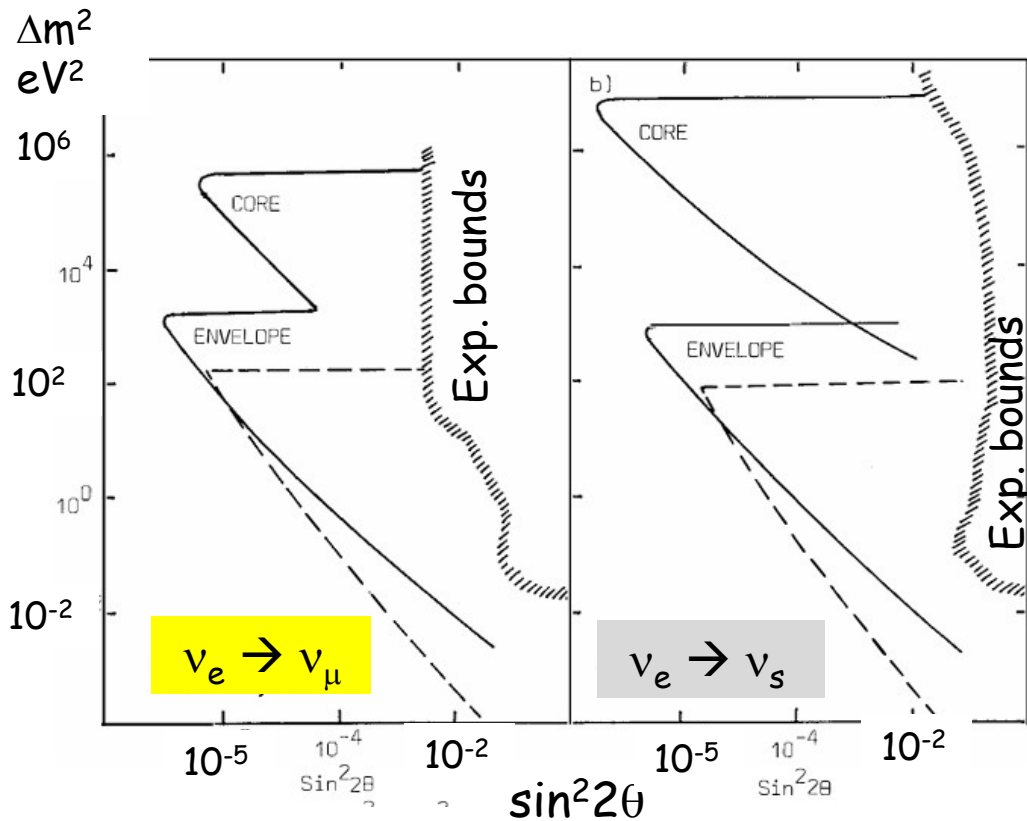 Δm²
eV²
10⁶
10⁴
10²
10⁰
10⁻²
CORE
ENVELOPE
Exp. bounds
νₑ → ν_μ
10⁻⁵
10⁻⁴
10⁻²
Sin²2θ
b)
CORE
ENVELOPE
Exp. bounds
νₑ → νₛ
10⁻⁵
10⁻⁴
10⁻²
Sin²2θ
sin²2θ